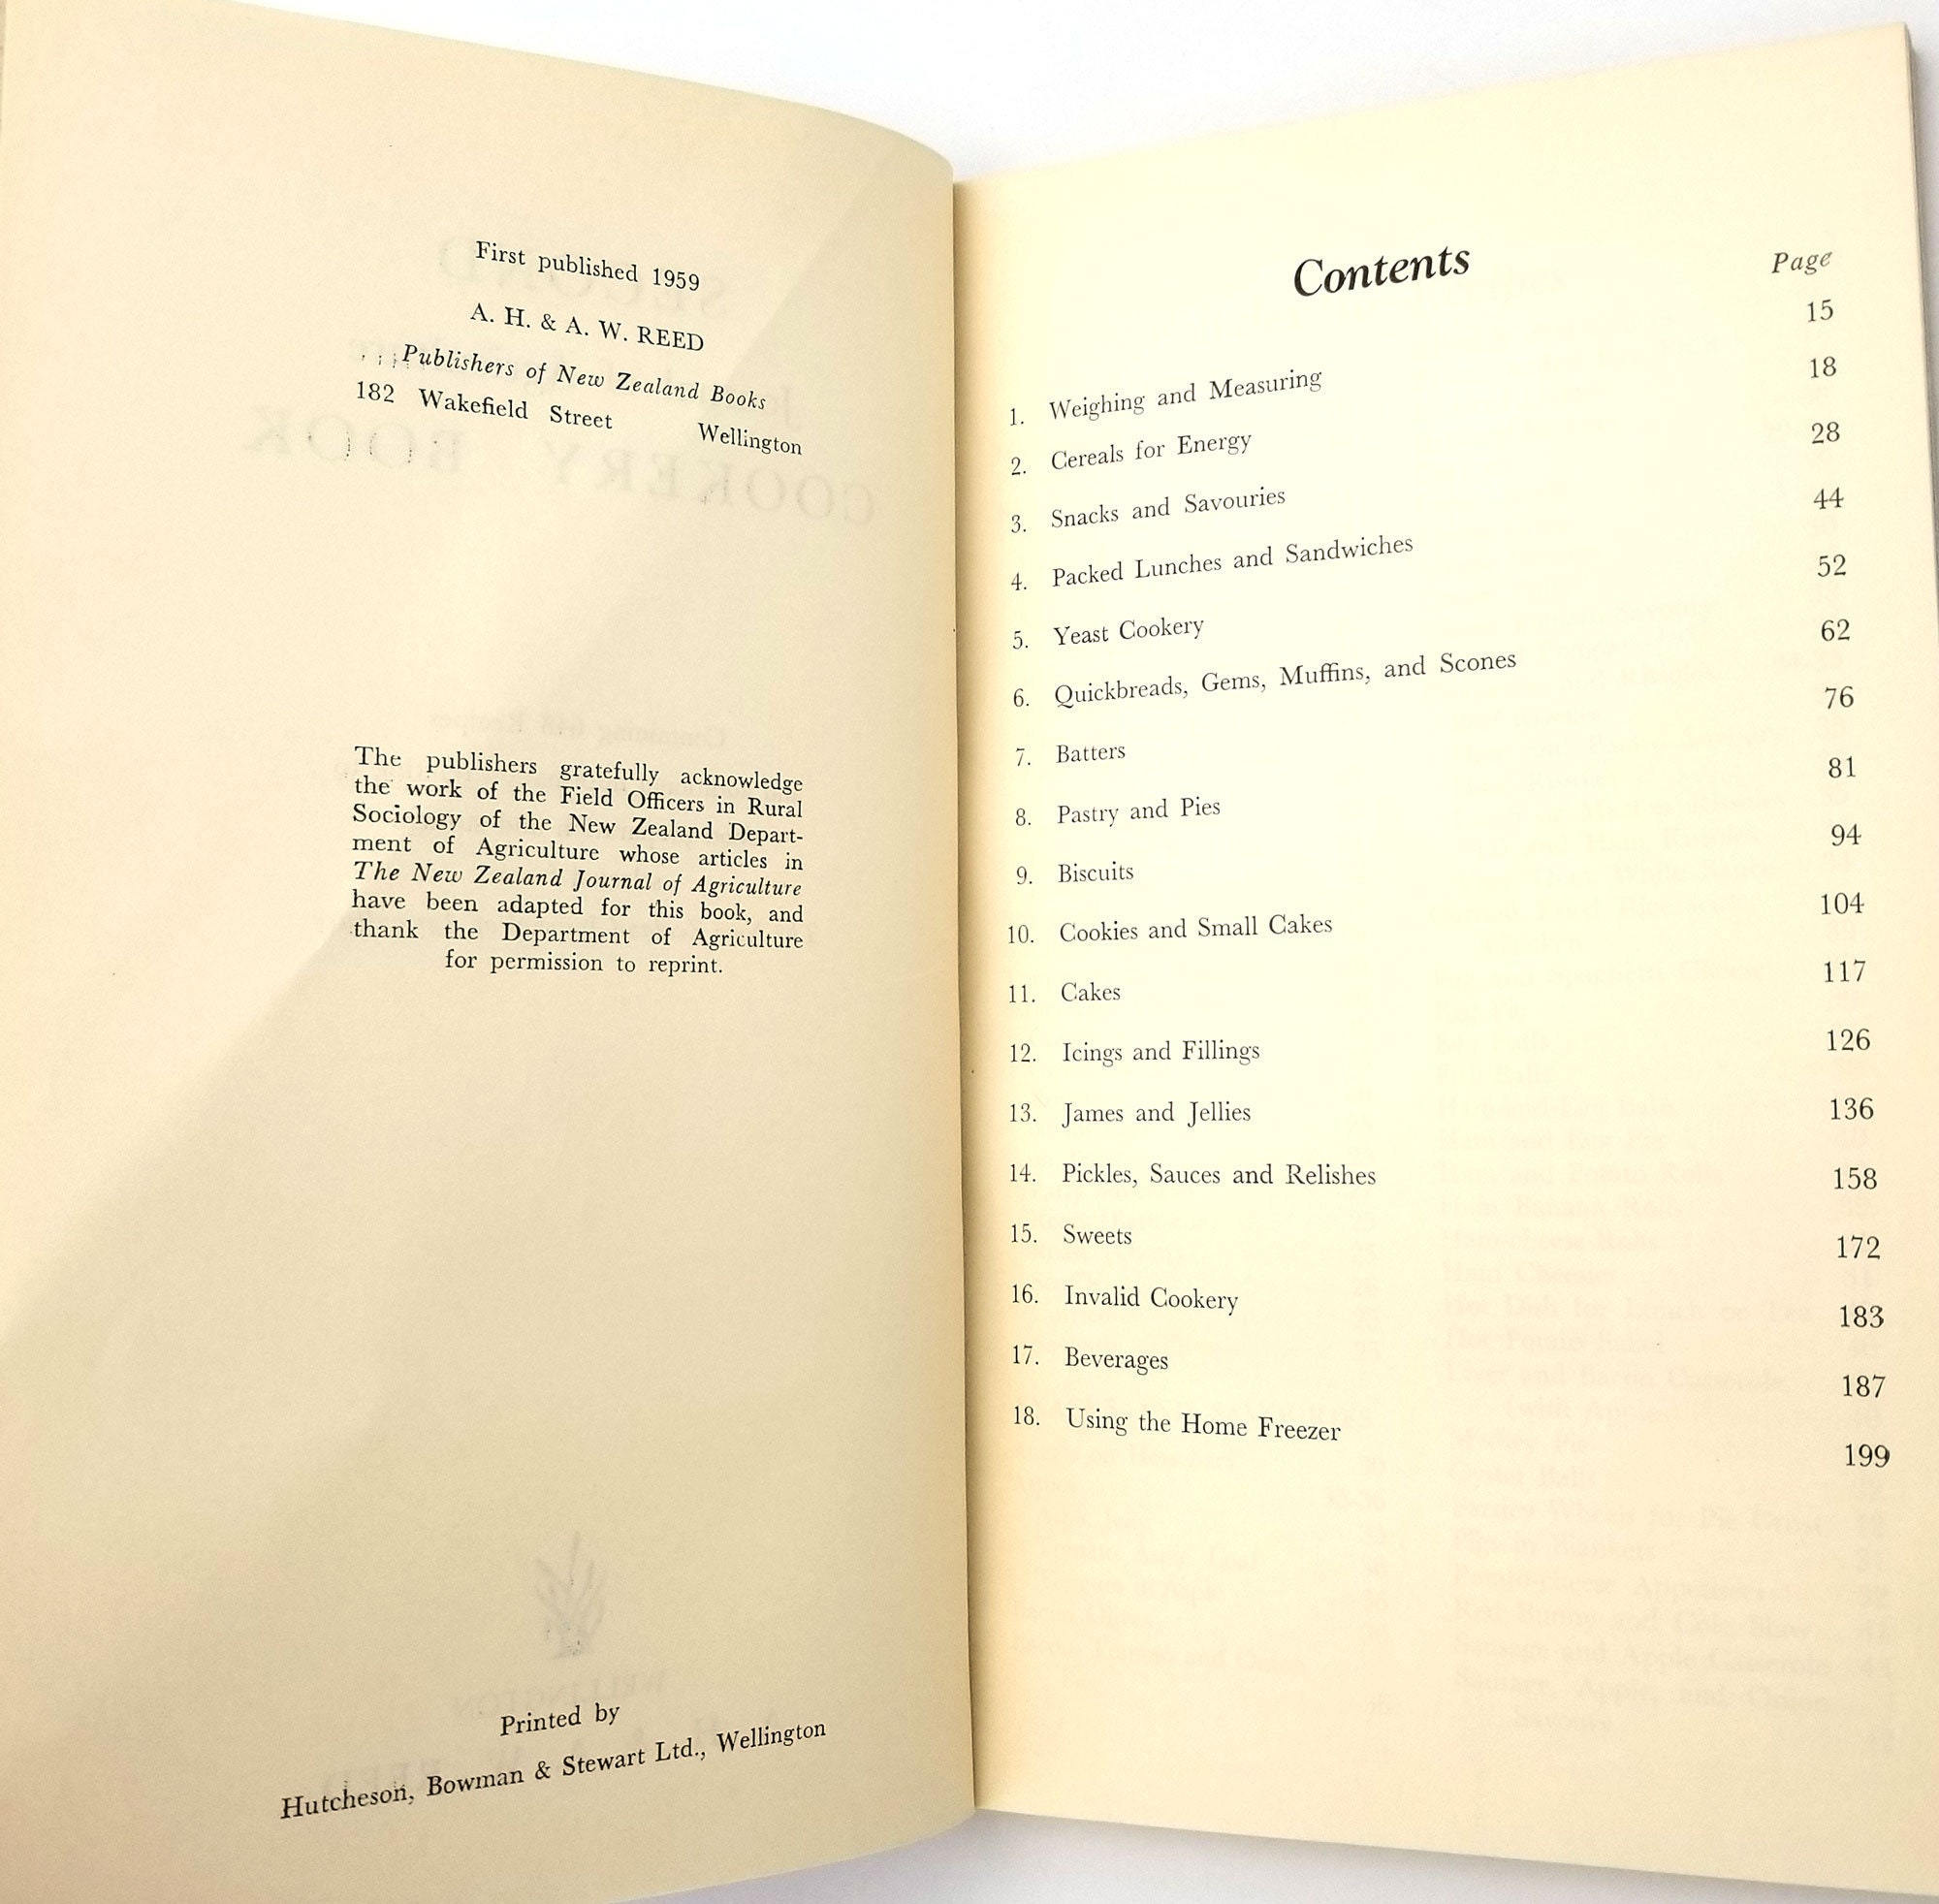 First published 1959
A. H. & A. W. REED
Publishers of New Zealand Books
182 Wakefield Street Wellington
The publishers gratefully acknowledge
the work of the Field Officers in Rural
Sociology of the New Zealand Depart-
ment of Agriculture whose articles in
The New Zealand Journal of Agriculture
have been adapted for this book, and
thank the Department of Agriculture
for permission to reprint.
Printed by
Hutcheson, Bowman & Stewart Ltd., Wellington
Contents
Page
1. Weighing and Measuring 15
2. Cereals for Energy 18
3. Snacks and Savouries 28
4. Packed Lunches and Sandwiches 44
5. Yeast Cookery 52
6. Quickbreads, Gems, Muffins, and Scones 62
7. Batters 76
8. Pastry and Pies 81
9. Biscuits 94
10. Cookies and Small Cakes 104
11. Cakes 117
12. Icings and Fillings 126
13. James and Jellies 136
14. Pickles, Sauces and Relishes 158
15. Sweets 172
16. Invalid Cookery 183
17. Beverages 187
18. Using the Home Freezer 199